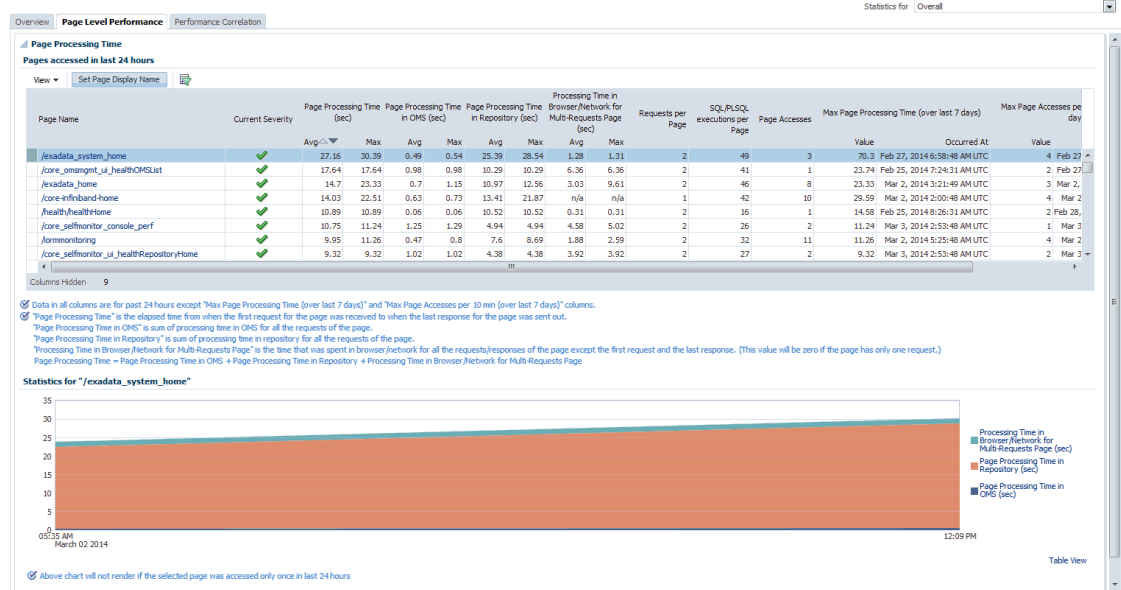 Statistics for Overall
Overview Page Level Performance Performance Correlation
Page Processing Time
Pages accessed in last 24 hours
View Set Page Display Name
Page Name Current Severity Page Processing Time (sec) Page Processing Time in OMS (sec) Page Processing Time in Repository (sec) Processing Time in Browser/Network for Multi-Requests Page (sec) Requests per Page SQL/PLSQL executions per Page Page Accesses Max Page Processing Time (over last 7 days) Max Page Accesses per day
Avg Max Avg Max Avg Max Avg Max Value Occurred At Value
/exadata_system_home 27.16 30.39 0.49 0.54 25.39 28.54 1.28 1.31 2 49 3 70.3 Feb 27, 2014 6:58:48 AM UTC 4 Feb 27
/core_omsmgmt_ui_healthOMSList 17.64 17.64 0.98 0.98 10.29 10.29 6.36 6.36 2 41 1 23.74 Feb 25, 2014 7:24:31 AM UTC 2 Feb 27
/exadata_home 14.7 23.33 0.7 1.15 10.97 12.56 3.03 9.61 2 46 8 23.33 Mar 2, 2014 3:21:49 AM UTC 3 Mar 2,
/core-infiniband-home 14.03 22.51 0.63 0.73 13.41 21.87 n/a n/a 1 42 10 29.59 Mar 2, 2014 2:00:48 AM UTC 4 Mar 2
/health/healthHome 10.89 10.89 0.06 0.06 10.52 10.52 0.31 0.31 2 16 1 14.58 Feb 25, 2014 8:26:31 AM UTC 2 Feb 28,
/core_selfmonitor_console_perf 10.75 11.24 1.25 1.29 4.94 4.94 4.58 5.02 2 26 2 11.24 Mar 3, 2014 2:53:48 AM UTC 1 Mar 3
/iormmonitoring 9.95 11.26 0.47 0.8 7.6 8.69 1.88 2.59 2 32 11 11.26 Mar 2, 2014 5:25:48 AM UTC 4 Mar 2
/core_selfmonitor_ui_healthRepositoryHome 9.32 9.32 1.02 1.02 4.38 4.38 3.92 3.92 2 27 2 9.32 Mar 3, 2014 2:53:48 AM UTC 2 Mar 3
Columns Hidden 9
Data in all columns are for past 24 hours except "Max Page Processing Time (over last 7 days)" and "Max Page Accesses per 10 min (over last 7 days)" columns.
"Page Processing Time" is the elapsed time from when the first request for the page was received to when the last response for the page was sent out.
"Page Processing Time in OMS" is sum of processing time in OMS for all the requests of the page.
"Page Processing Time in Repository" is sum of processing time in repository for all the requests of the page.
"Processing Time in Browser/Network for Multi-Requests Page" is the time that was spent in browser/network for all the requests/responses of the page except the first request and the last response. (This value will be zero if the page has only one request.)
Page Processing Time = Page Processing Time in OMS + Page Processing Time in Repository + Processing Time in Browser/Network for Multi-Requests Page
Statistics for "/exadata_system_home"
35
30
25
20
15
10
5
0
05:35 AM 12:09 PM
March 02 2014
Processing Time in
Browser/Network for
Multi-Requests Page (sec)
Page Processing Time in
Repository (sec)
Page Processing Time in
OMS (sec)
Table View
Above chart will not render if the selected page was accessed only once in last 24 hours